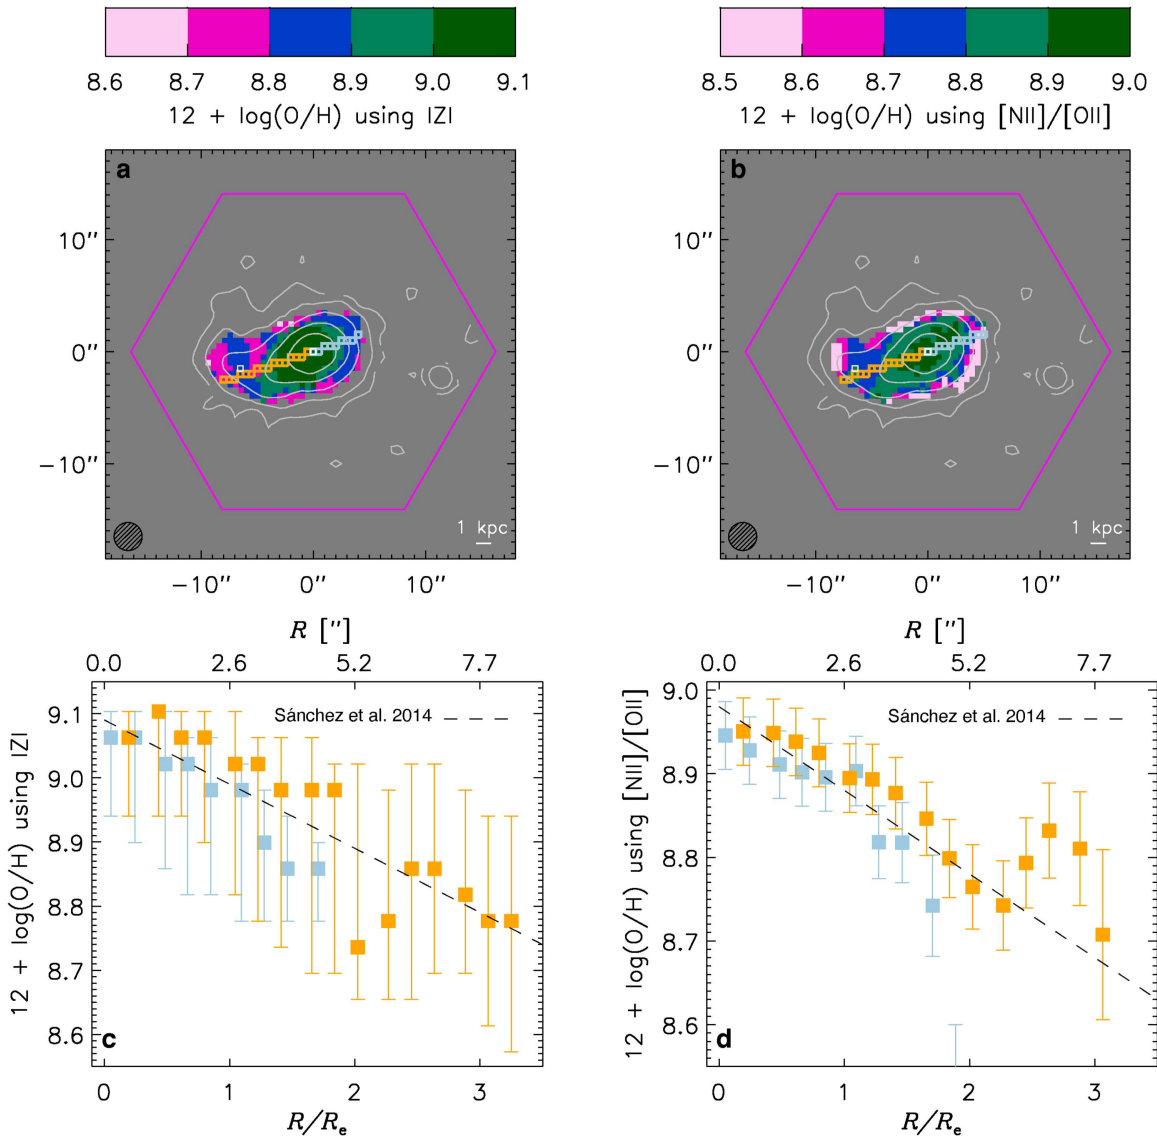 8.6 8.7 8.8 8.9 9.0 9.1
12 + log(O/H) using IZI
8.5 8.6 8.7 8.8 8.9 9.0
12 + log(O/H) using [NII]/[OII]
a
10″
0″
−10″
1 kpc
−10″ 0″ 10″
b
10″
0″
−10″
1 kpc
−10″ 0″ 10″
R [″]
0.0 2.6 5.2 7.7
12 + log(O/H) using IZI
9.1
9.0
8.9
8.8
8.7
8.6
Sánchez et al. 2014
c
0 1 2 3
R/Re
R [″]
0.0 2.6 5.2 7.7
12 + log(O/H) using [NII]/[OII]
9.0
8.9
8.8
8.7
8.6
Sánchez et al. 2014
d
0 1 2 3
R/Re